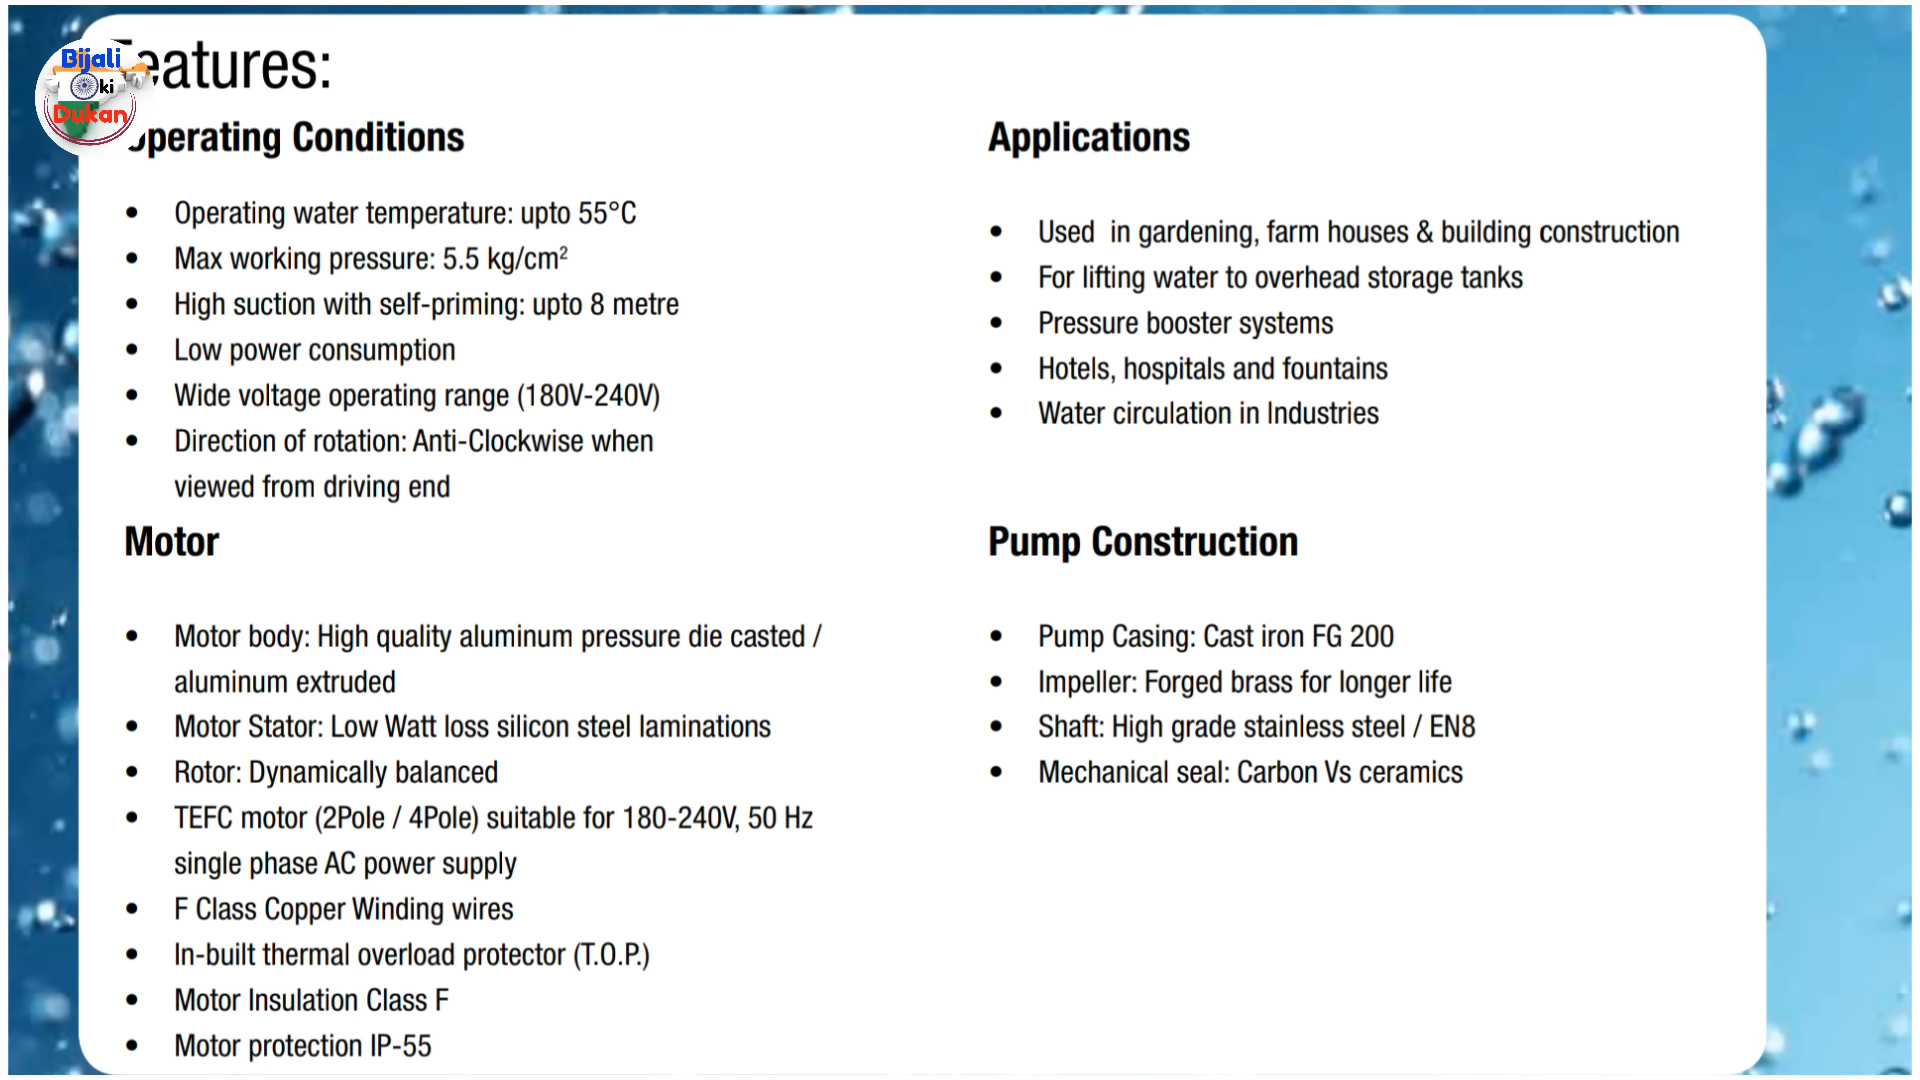 Bijali
ki
Dukan
Features:
Operating Conditions
• Operating water temperature: upto 55°C
• Max working pressure: 5.5 kg/cm²
• High suction with self-priming: upto 8 metre
• Low power consumption
• Wide voltage operating range (180V-240V)
• Direction of rotation: Anti-Clockwise when
viewed from driving end
Applications
• Used in gardening, farm houses & building construction
• For lifting water to overhead storage tanks
• Pressure booster systems
• Hotels, hospitals and fountains
• Water circulation in Industries
Motor
• Motor body: High quality aluminum pressure die casted /
aluminum extruded
• Motor Stator: Low Watt loss silicon steel laminations
• Rotor: Dynamically balanced
• TEFC motor (2Pole / 4Pole) suitable for 180-240V, 50 Hz
single phase AC power supply
• F Class Copper Winding wires
• In-built thermal overload protector (T.O.P.)
• Motor Insulation Class F
• Motor protection IP-55
Pump Construction
• Pump Casing: Cast iron FG 200
• Impeller: Forged brass for longer life
• Shaft: High grade stainless steel / EN8
• Mechanical seal: Carbon Vs ceramics